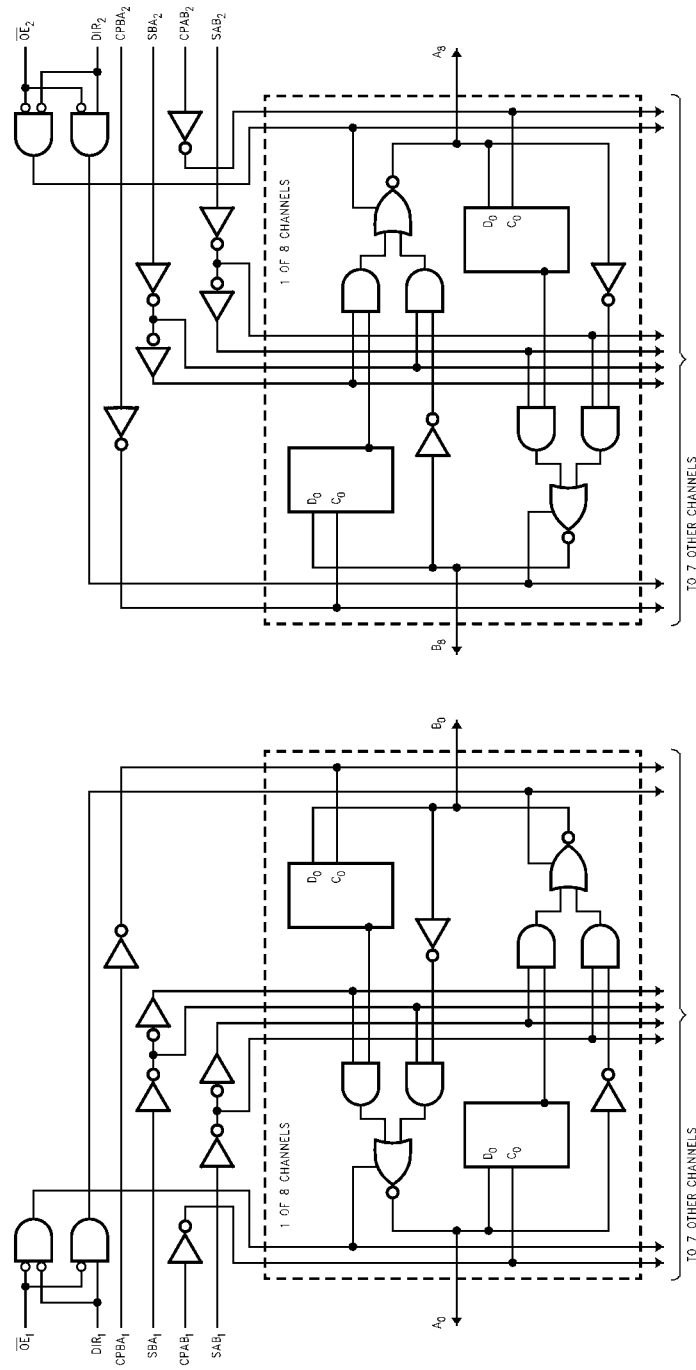 OE₂
DIR₂
CPBA₂
SBA₂
CPAB₂
SAB₂
1 OF 8 CHANNELS
A₈
D₀
C₀
D₀
C₀
B₈
TO 7 OTHER CHANNELS
OE₁
DIR₁
CPBA₁
SBA₁
CPAB₁
SAB₁
1 OF 8 CHANNELS
B₀
D₀
C₀
D₀
C₀
A₀
TO 7 OTHER CHANNELS